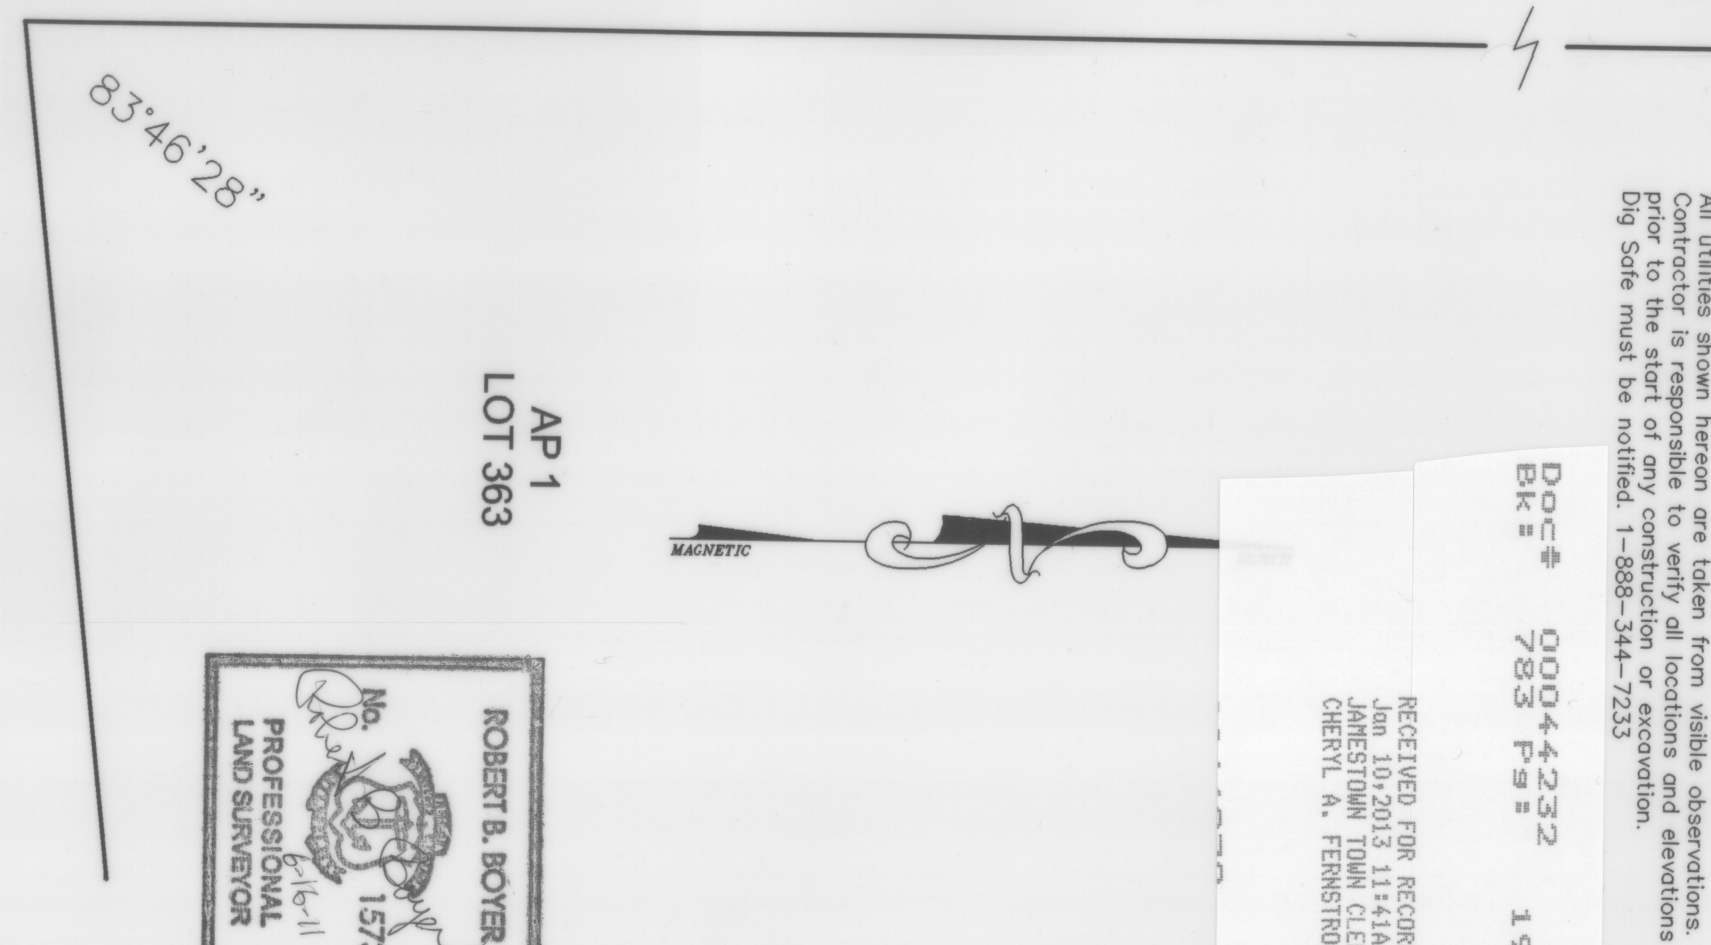 83°46'28"
AP 1
LOT 363
MAGNETIC
All utilities shown hereon are taken from visible observations.
Contractor is responsible to verify all locations and elevations
prior to the start of any construction or excavation.
Dig Safe must be notified. 1-888-344-7233
Doc# 00044232
Bk: 783 Pg: 19
RECEIVED FOR RECOR
Jan 10,2013 11:41A
JAMESTOWN TOWN CLE
CHERYL A. FERNSTRO
ROBERT B. BOYER
No. 157
PROFESSIONAL
LAND SURVEYOR
6-16-11